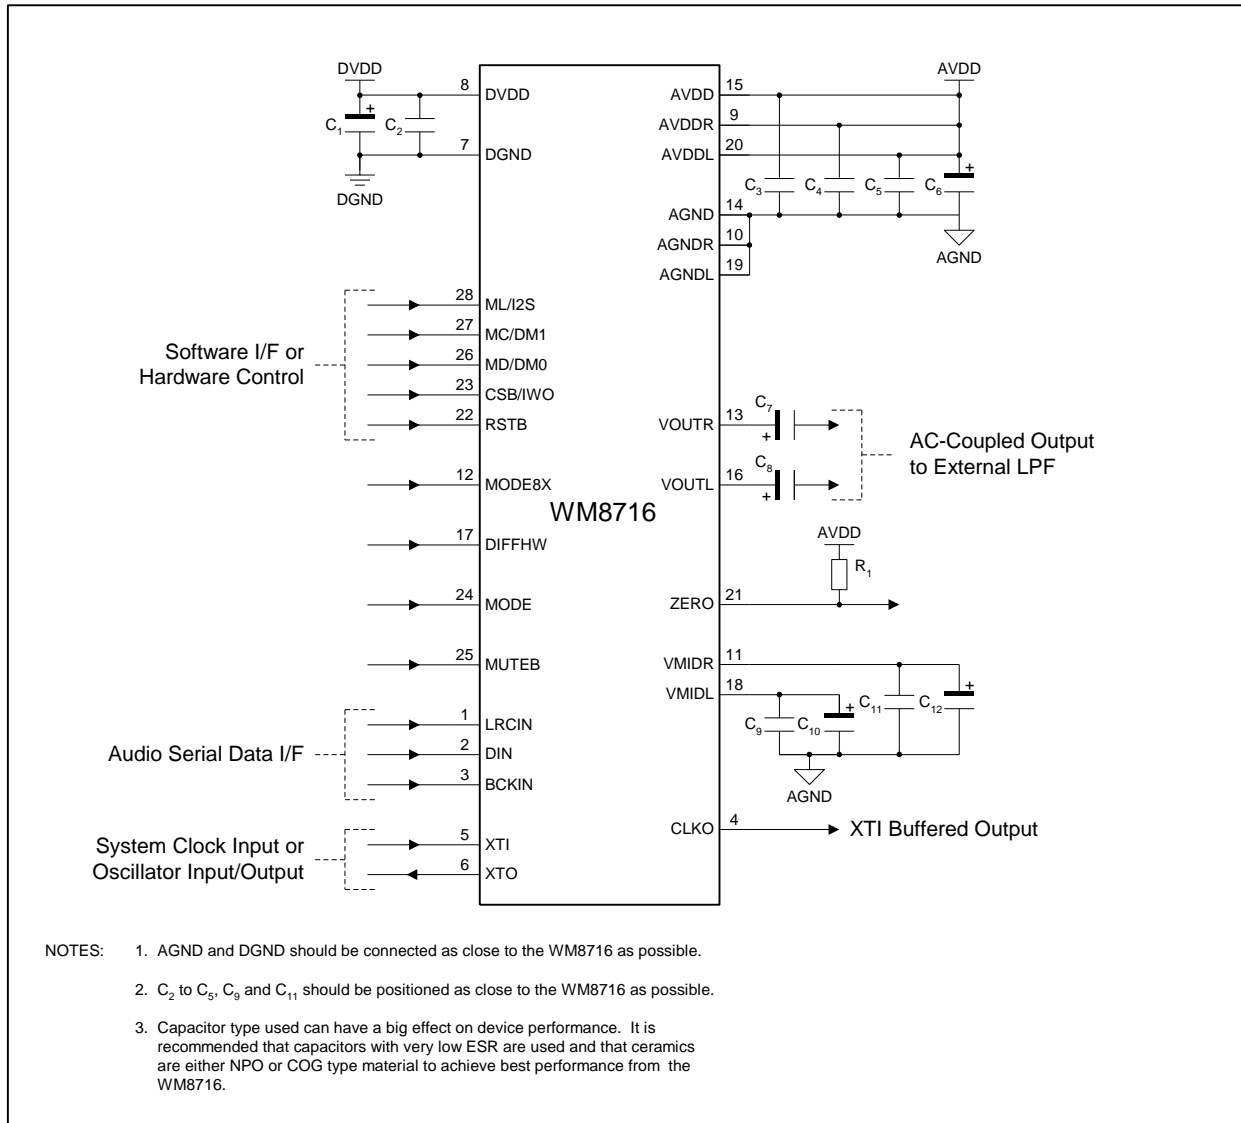 DVDD
8 DVDD
C1 +
C2
7 DGND
DGND
AVDD 15
AVDD
AVDDR 9
AVDDL 20
C3 C4 C5 C6 +
AGND 14
AGNDR 10
AGNDL 19
AGND
Software I/F or
Hardware Control
28 ML/I2S
27 MC/DM1
26 MD/DM0
23 CSB/IWO
22 RSTB
12 MODE8X
17 DIFFHW
24 MODE
25 MUTEB
WM8716
VOUTR 13 C7 +
VOUTL 16 C8 +
AC-Coupled Output
to External LPF
AVDD
R1
ZERO 21
VMIDR 11
VMIDL 18
C9 C10 + C11 C12 +
AGND
Audio Serial Data I/F
1 LRCIN
2 DIN
3 BCKIN
System Clock Input or
Oscillator Input/Output
5 XTI
6 XTO
CLKO 4 XTI Buffered Output
NOTES: 1. AGND and DGND should be connected as close to the WM8716 as possible.
2. C2 to C5, C9 and C11 should be positioned as close to the WM8716 as possible.
3. Capacitor type used can have a big effect on device performance. It is
recommended that capacitors with very low ESR are used and that ceramics
are either NPO or COG type material to achieve best performance from the
WM8716.